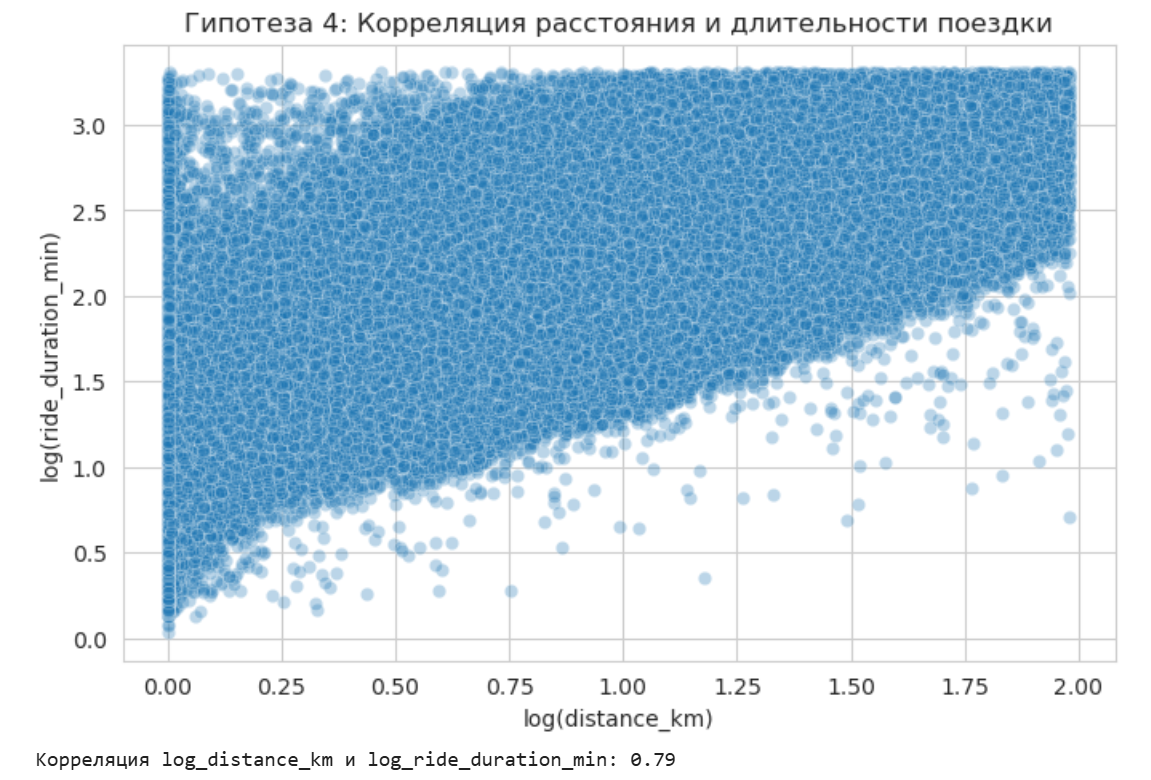 Гипотеза 4: Корреляция расстояния и длительности поездки
log(ride_duration_min)
3.0
2.5
2.0
1.5
1.0
0.5
0.0
0.00 0.25 0.50 0.75 1.00 1.25 1.50 1.75 2.00
log(distance_km)
Корреляция log_distance_km и log_ride_duration_min: 0.79